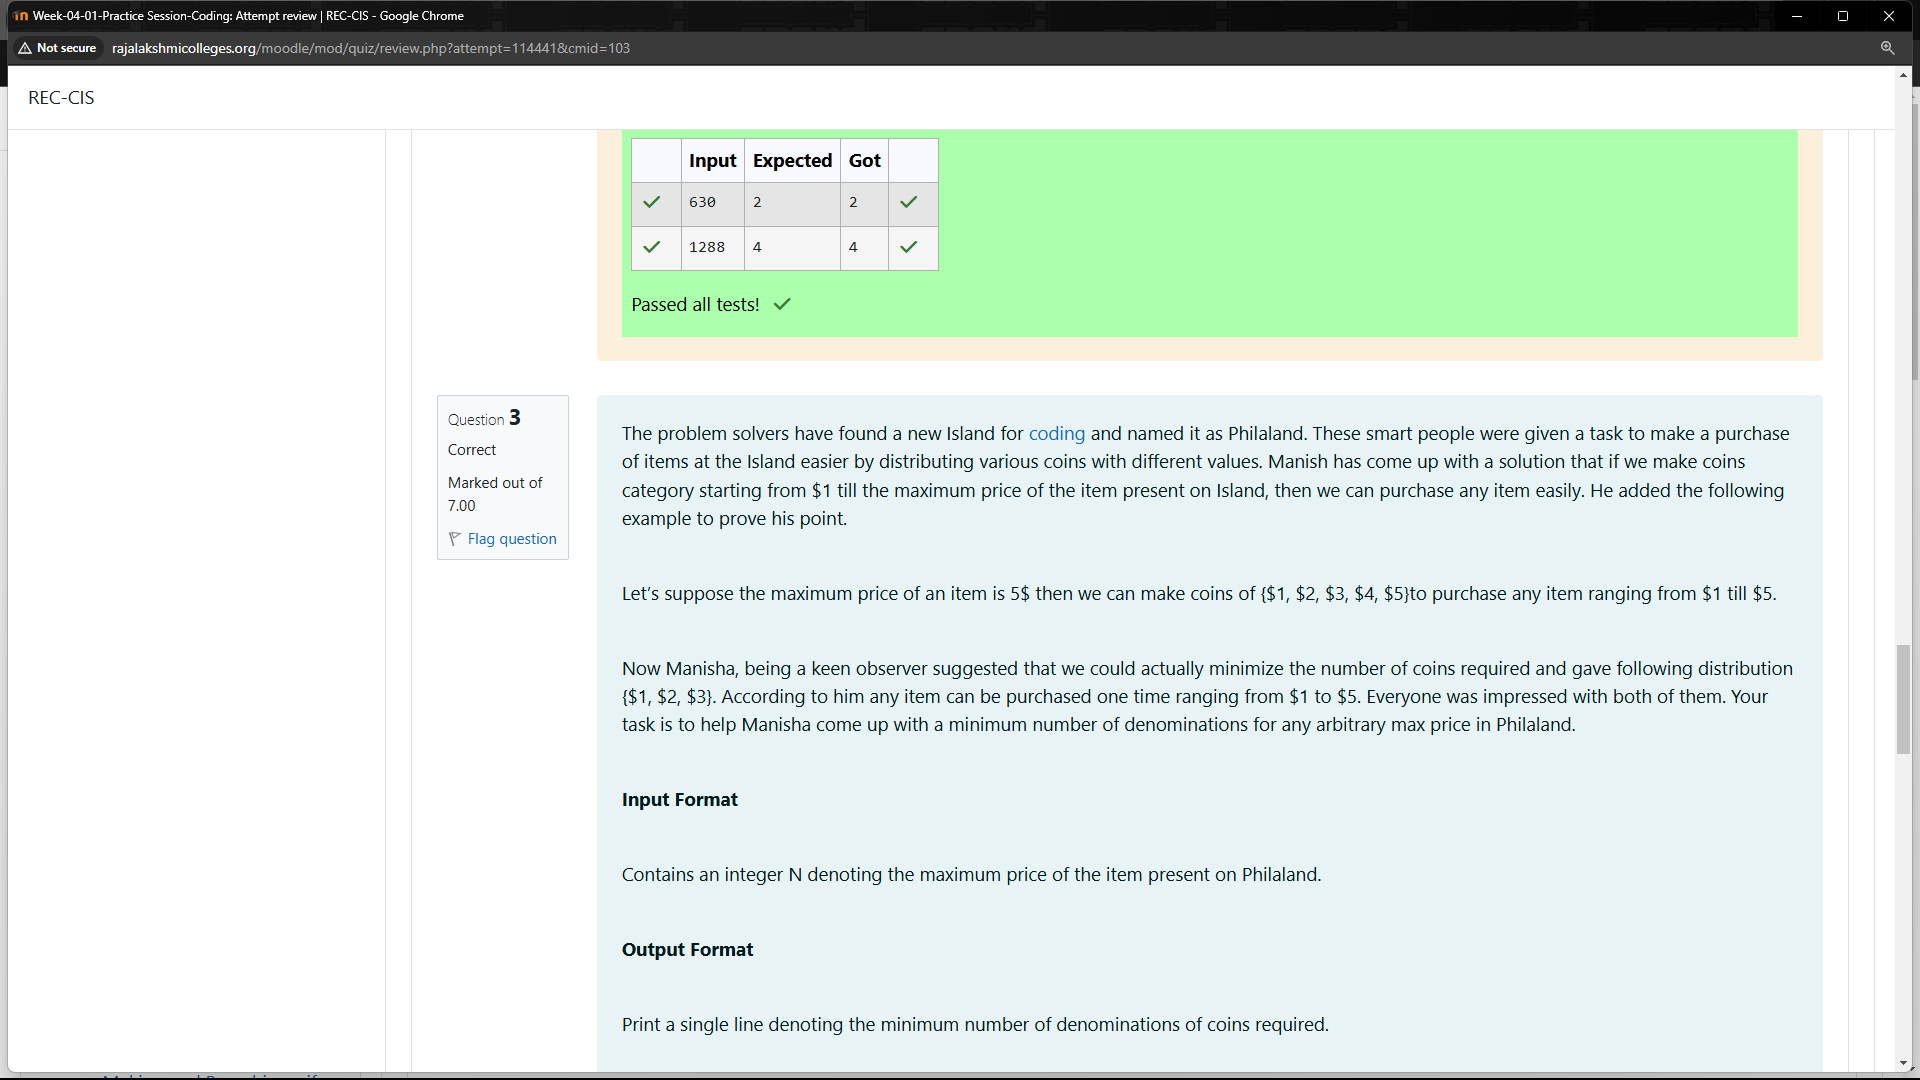 Week-04-01-Practice Session-Coding: Attempt review | REC-CIS - Google Chrome
Not secure rajalakshmicolleges.org/moodle/mod/quiz/review.php?attempt=114441&cmid=103
REC-CIS
Input Expected Got
630 2 2
1288 4 4
Passed all tests!
Question 3
Correct
Marked out of
7.00
Flag question
The problem solvers have found a new Island for coding and named it as Philaland. These smart people were given a task to make a purchase
of items at the Island easier by distributing various coins with different values. Manish has come up with a solution that if we make coins
category starting from $1 till the maximum price of the item present on Island, then we can purchase any item easily. He added the following
example to prove his point.
Let’s suppose the maximum price of an item is 5$ then we can make coins of {$1, $2, $3, $4, $5}to purchase any item ranging from $1 till $5.
Now Manisha, being a keen observer suggested that we could actually minimize the number of coins required and gave following distribution
{$1, $2, $3}. According to him any item can be purchased one time ranging from $1 to $5. Everyone was impressed with both of them. Your
task is to help Manisha come up with a minimum number of denominations for any arbitrary max price in Philaland.
Input Format
Contains an integer N denoting the maximum price of the item present on Philaland.
Output Format
Print a single line denoting the minimum number of denominations of coins required.